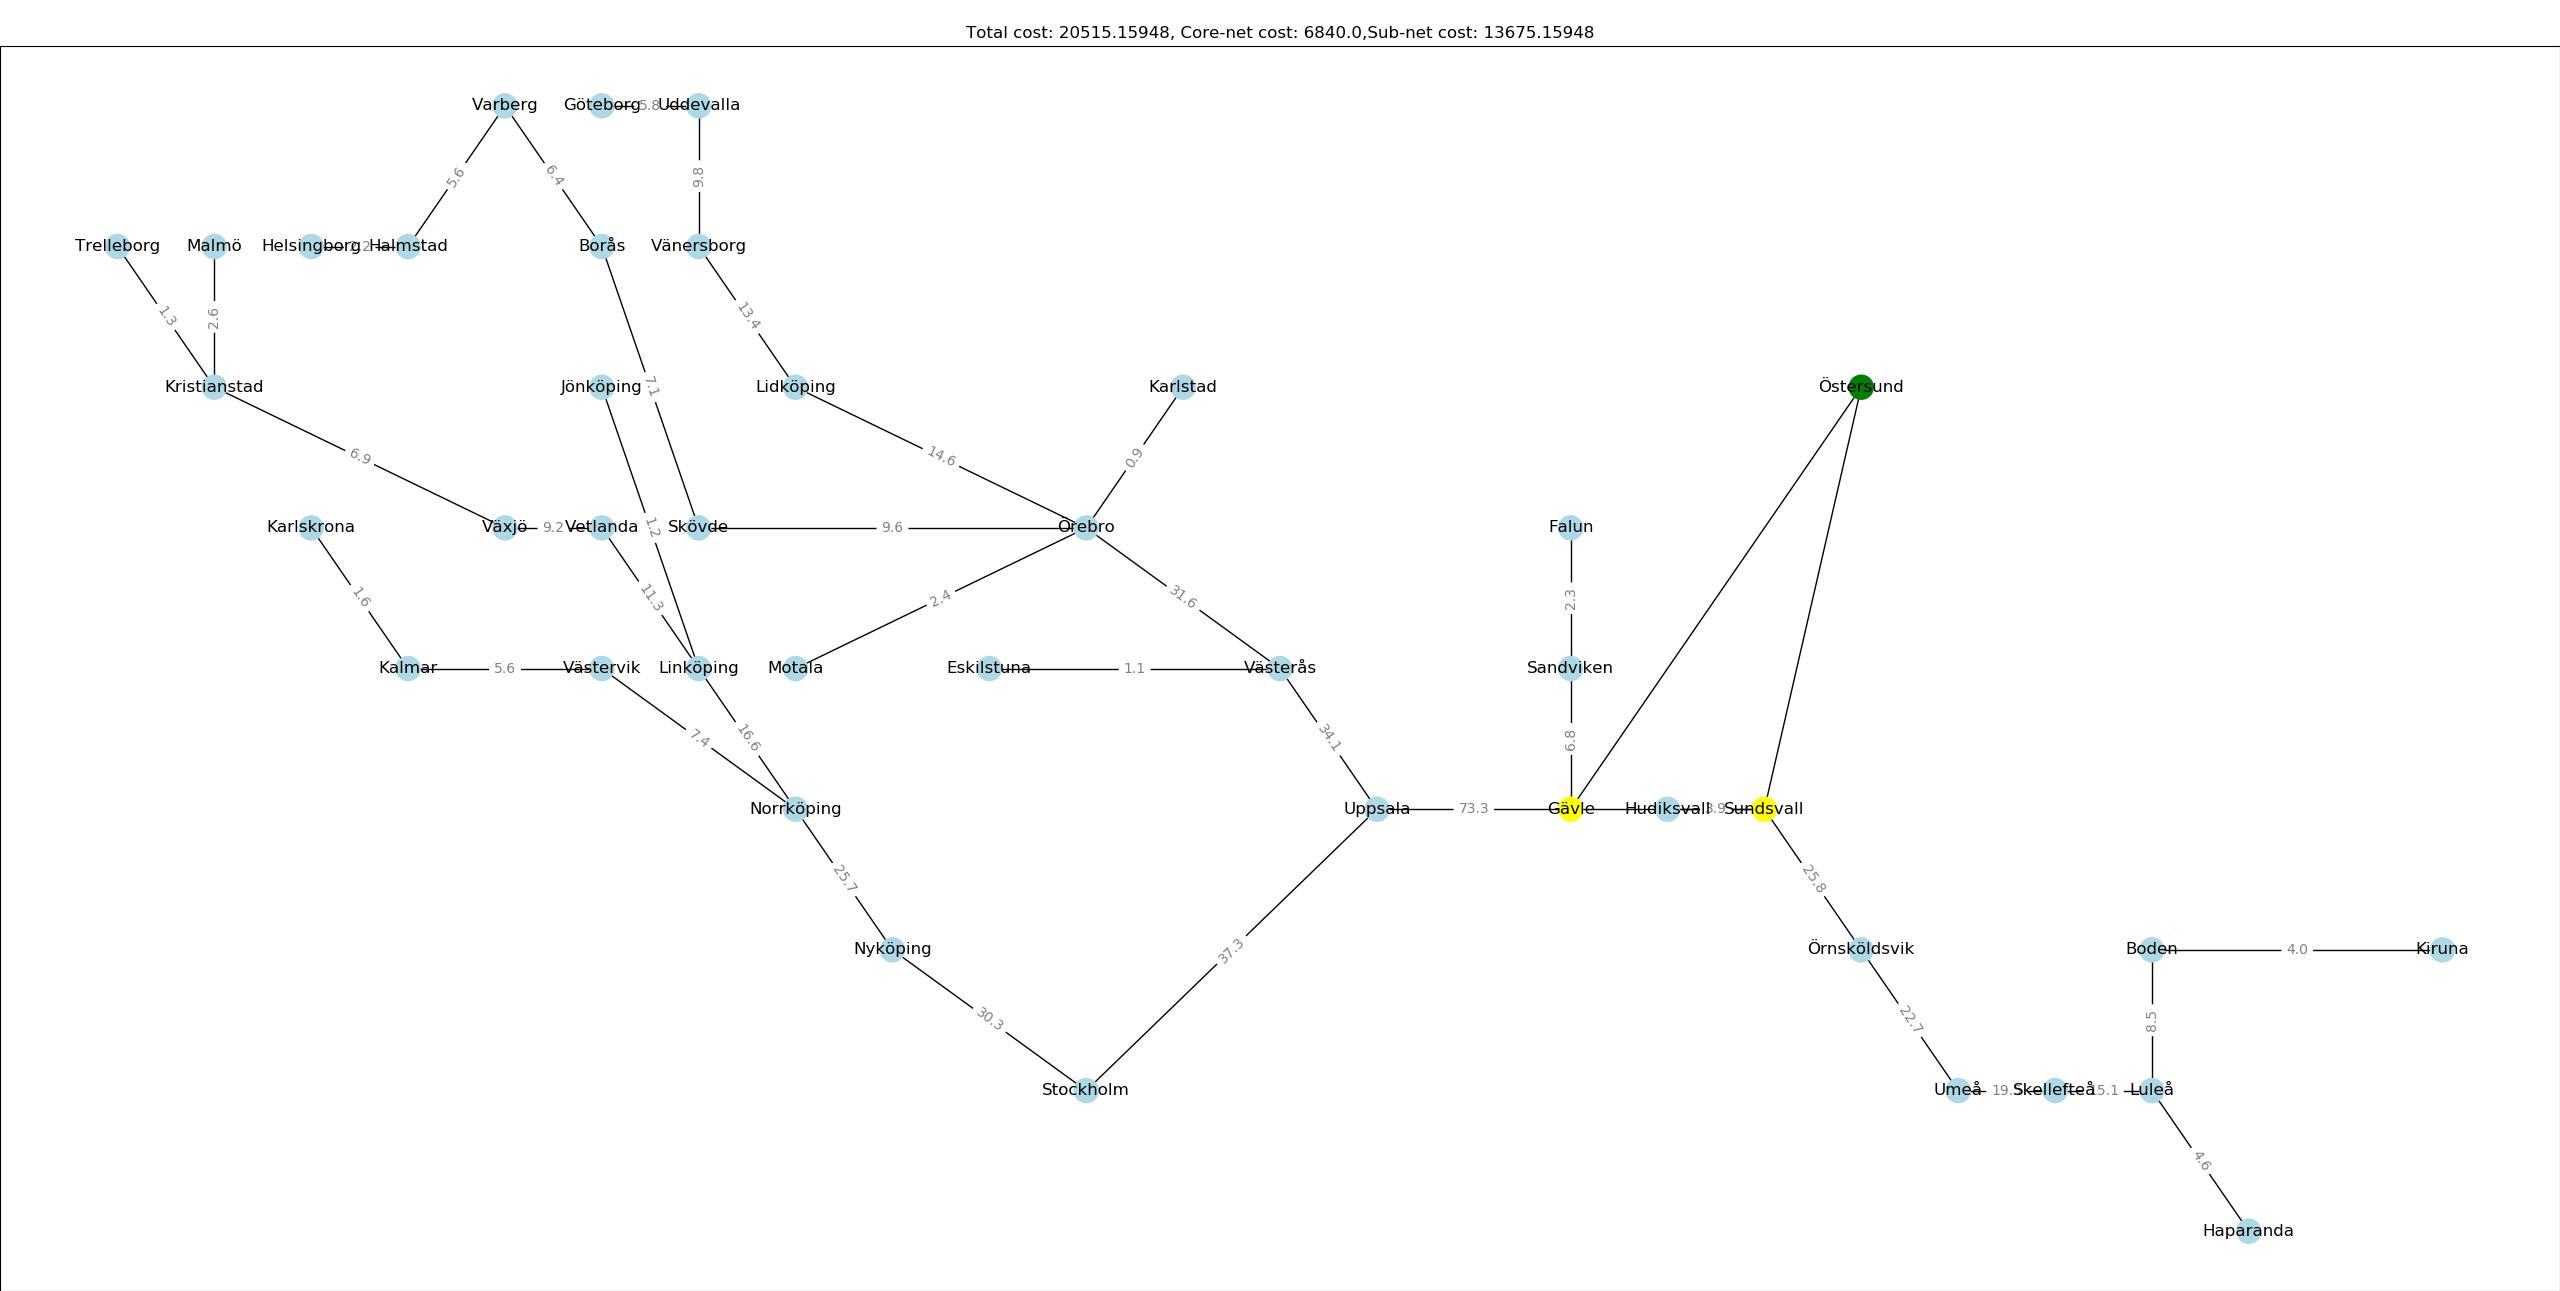 Total cost: 20515.15948, Core-net cost: 6840.0,Sub-net cost: 13675.15948
Varberg Göteborg 5.8 Uddevalla
5.6 6.4 9.8
Trelleborg Malmö Helsingborg Halmstad Borås Vänersborg
1.3 2.6 13.4
Kristianstad Jönköping 7.1 Lidköping Karlstad Östersund
6.9 14.6 0.9
Karlskrona Växjö 9.2 Vetlanda 1.2 Skövde 9.6 Örebro Falun
1.6 11.3 2.4 31.6 2.3
Kalmar 5.6 Västervik Linköping Motala Eskilstuna 1.1 Västerås Sandviken
7.4 16.6 34.1 6.8
Norrköping Uppsala 73.3 Gävle Hudiksvall Sundsvall
25.7 25.8
Nyköping 37.3 Örnsköldsvik Boden 4.0 Kiruna
30.3 22.7 8.5
Stockholm Umeå Skellefteå 15.1 Luleå
4.6
Haparanda